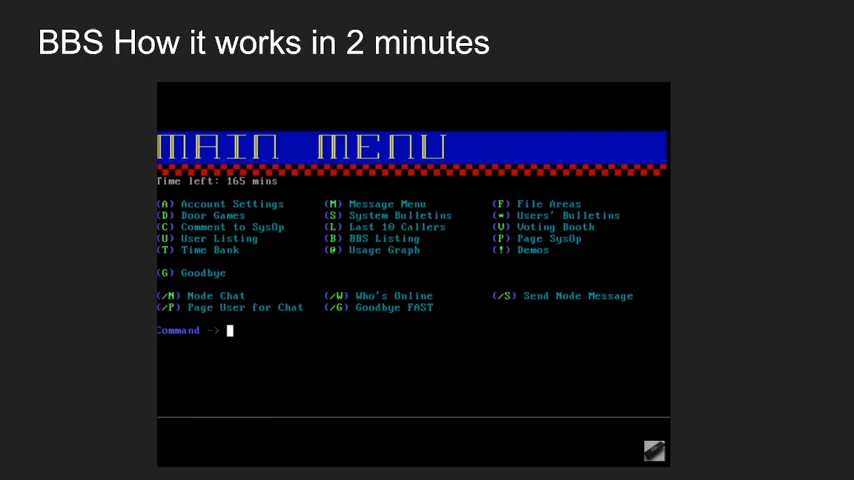 BBS How it works in 2 minutes
MAIN MENU
Time left: 165 mins
(A) Account Settings (M) Message Menu (F) File Areas
(D) Door Games (S) System Bulletins (*) Users' Bulletins
(C) Comment to SysOp (L) Last 10 Callers (V) Voting Booth
(U) User Listing (B) BBS Listing (P) Page SysOp
(T) Time Bank (@) Usage Graph (!) Demos
(G) Goodbye
(/N) Node Chat (/W) Who's Online (/S) Send Node Message
(/P) Page User for Chat (/G) Goodbye FAST
Command ->